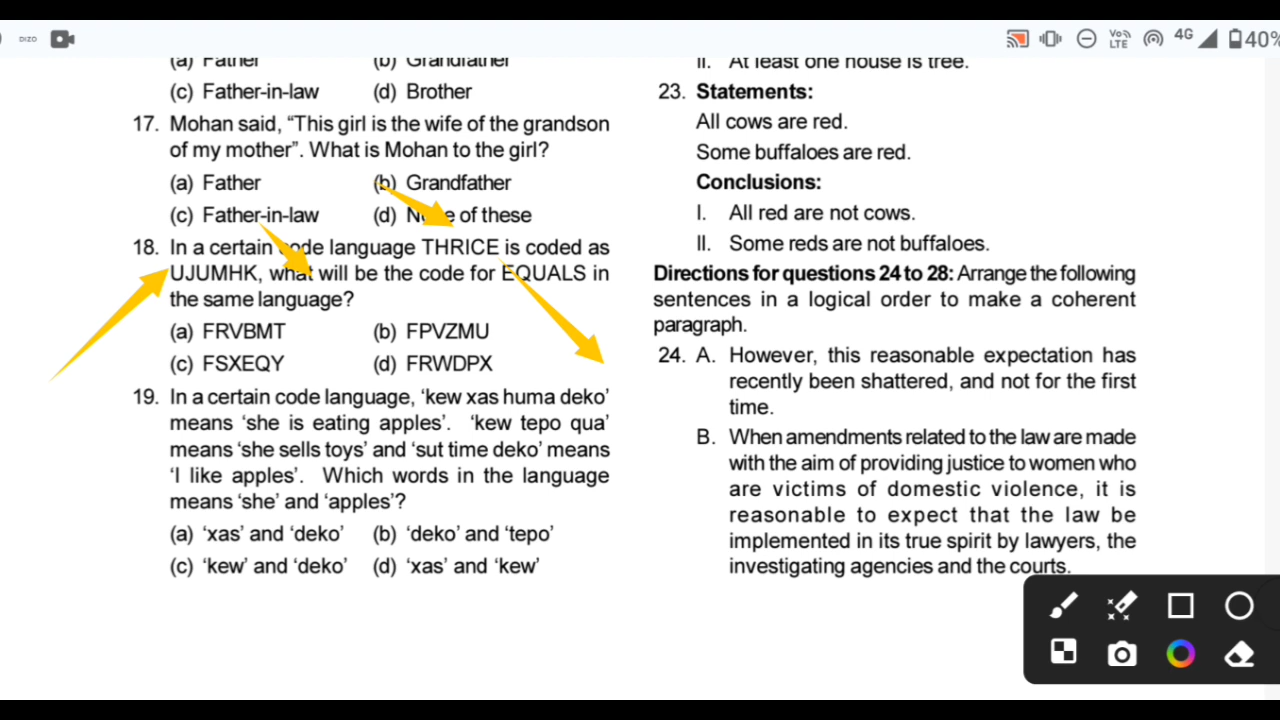 DIZO
Vo LTE
4G
40%
(a) Father (b) Grandfather
(c) Father-in-law (d) Brother
17. Mohan said, “This girl is the wife of the grandson
of my mother”. What is Mohan to the girl?
(a) Father (b) Grandfather
(c) Father-in-law (d) None of these
18. In a certain code language THRICE is coded as
UJUMHK, what will be the code for EQUALS in
the same language?
(a) FRVBMT (b) FPVZMU
(c) FSXEQY (d) FRWDPX
19. In a certain code language, ‘kew xas huma deko’
means ‘she is eating apples’. ‘kew tepo qua’
means ‘she sells toys’ and ‘sut time deko’ means
‘I like apples’. Which words in the language
means ‘she’ and ‘apples’?
(a) ‘xas’ and ‘deko’ (b) ‘deko’ and ‘tepo’
(c) ‘kew’ and ‘deko’ (d) ‘xas’ and ‘kew’
II. At least one house is tree.
23. Statements:
All cows are red.
Some buffaloes are red.
Conclusions:
I. All red are not cows.
II. Some reds are not buffaloes.
Directions for questions 24 to 28: Arrange the following
sentences in a logical order to make a coherent
paragraph.
24. A. However, this reasonable expectation has
recently been shattered, and not for the first
time.
B. When amendments related to the law are made
with the aim of providing justice to women who
are victims of domestic violence, it is
reasonable to expect that the law be
implemented in its true spirit by lawyers, the
investigating agencies and the courts.